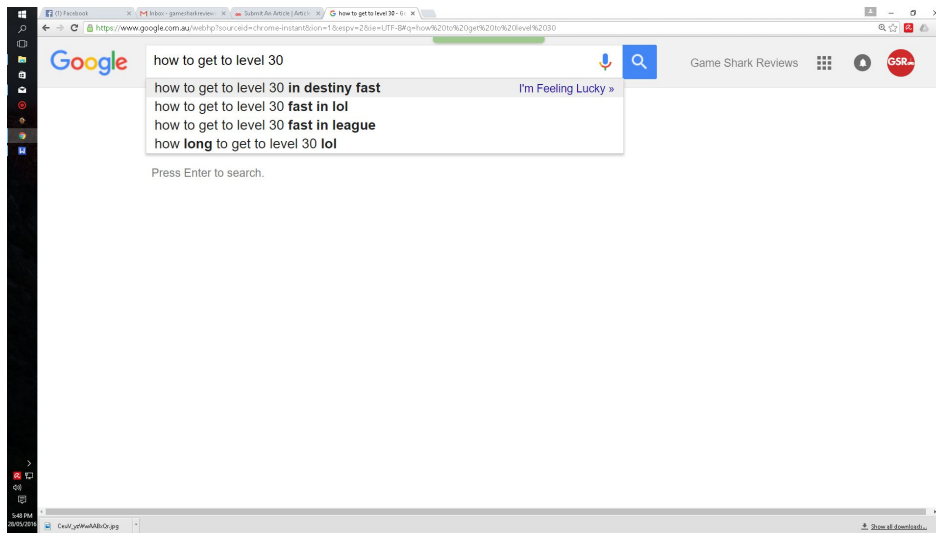 (1) Facebook
Inbox - gamesharkreview
Submit An Article | Articl
how to get to level 30 - Go
https://www.google.com.au/webhp?sourceid=chrome-instant&ion=1&espv=2&ie=UTF-8#q=how%20to%20get%20to%20level%2030
Google
how to get to level 30
Game Shark Reviews
GSR
how to get to level 30 in destiny fast
I'm Feeling Lucky »
how to get to level 30 fast in lol
how to get to level 30 fast in league
how long to get to level 30 lol
Press Enter to search.
5:48 PM
28/05/2016
Show all downloads...